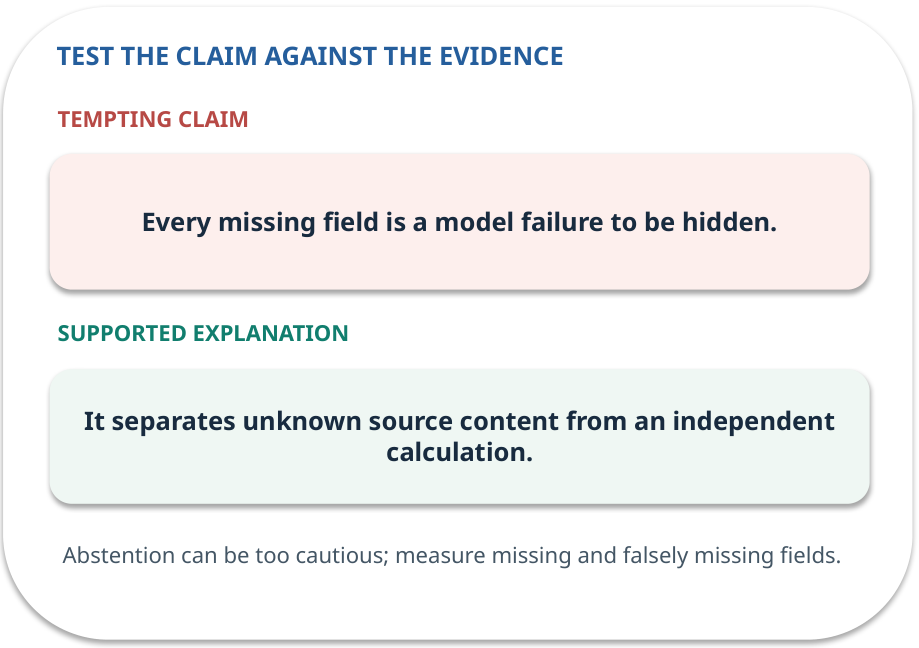 TEST THE CLAIM AGAINST THE EVIDENCE
TEMPTING CLAIM
Every missing field is a model failure to be hidden.
SUPPORTED EXPLANATION
It separates unknown source content from an independent
calculation.
Abstention can be too cautious; measure missing and falsely missing fields.